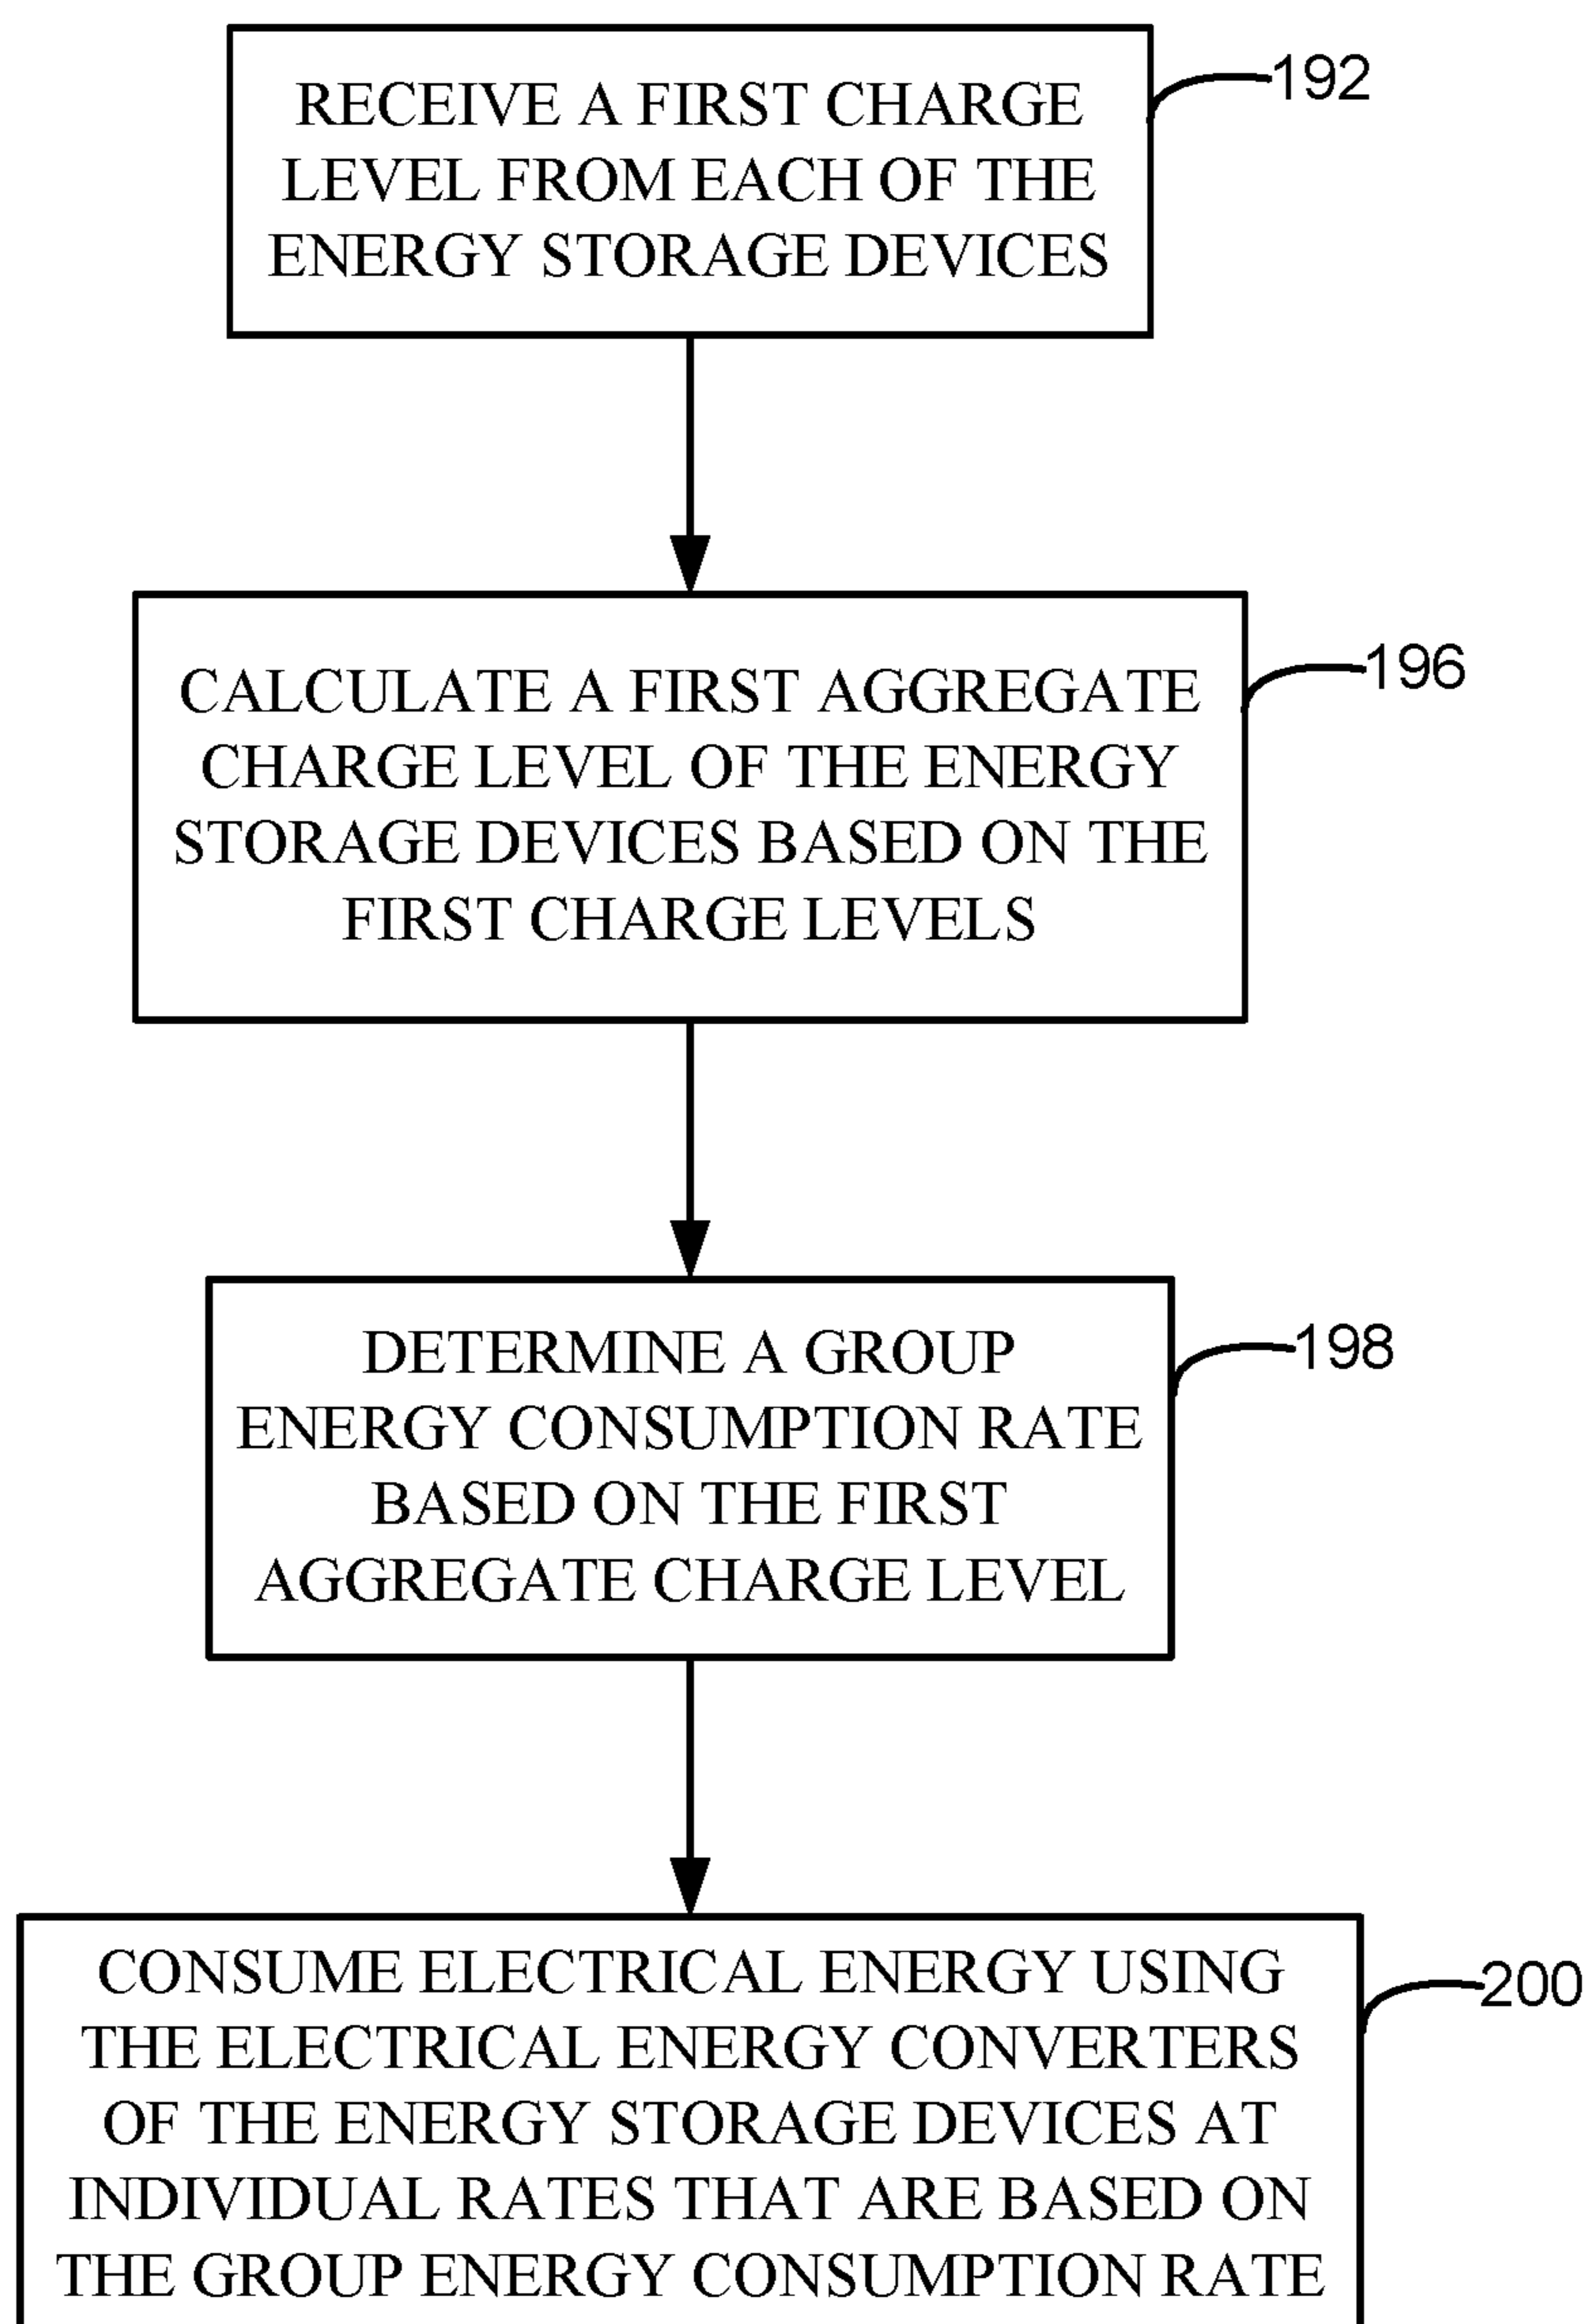 RECEIVE A FIRST CHARGE
LEVEL FROM EACH OF THE
ENERGY STORAGE DEVICES
192
CALCULATE A FIRST AGGREGATE
CHARGE LEVEL OF THE ENERGY
STORAGE DEVICES BASED ON THE
FIRST CHARGE LEVELS
196
DETERMINE A GROUP
ENERGY CONSUMPTION RATE
BASED ON THE FIRST
AGGREGATE CHARGE LEVEL
198
CONSUME ELECTRICAL ENERGY USING
THE ELECTRICAL ENERGY CONVERTERS
OF THE ENERGY STORAGE DEVICES AT
INDIVIDUAL RATES THAT ARE BASED ON
THE GROUP ENERGY CONSUMPTION RATE
200